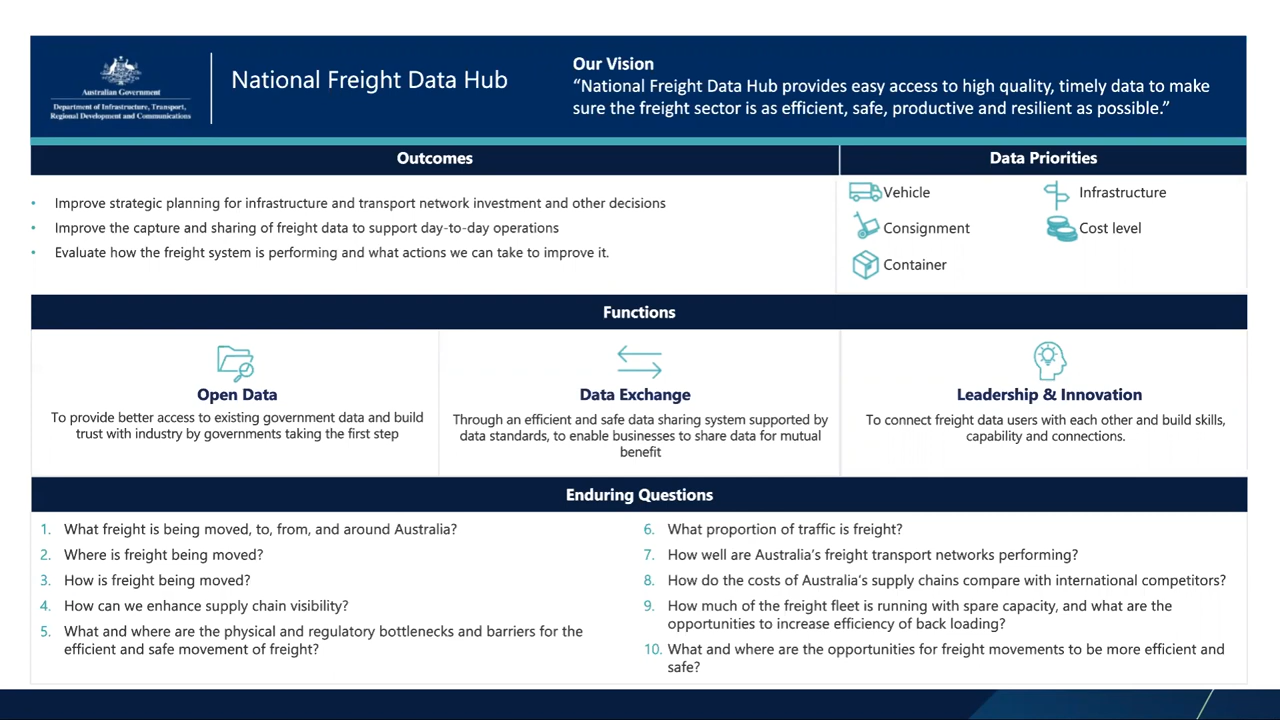 Australian Government
Department of Infrastructure, Transport,
Regional Development and Communications
National Freight Data Hub
Our Vision
“National Freight Data Hub provides easy access to high quality, timely data to make
sure the freight sector is as efficient, safe, productive and resilient as possible.”
Outcomes
• Improve strategic planning for infrastructure and transport network investment and other decisions
• Improve the capture and sharing of freight data to support day-to-day operations
• Evaluate how the freight system is performing and what actions we can take to improve it.
Data Priorities
Vehicle
Consignment
Container
Infrastructure
Cost level
Functions
Open Data
To provide better access to existing government data and build
trust with industry by governments taking the first step
Data Exchange
Through an efficient and safe data sharing system supported by
data standards, to enable businesses to share data for mutual
benefit
Leadership & Innovation
To connect freight data users with each other and build skills,
capability and connections.
Enduring Questions
1. What freight is being moved, to, from, and around Australia?
2. Where is freight being moved?
3. How is freight being moved?
4. How can we enhance supply chain visibility?
5. What and where are the physical and regulatory bottlenecks and barriers for the
efficient and safe movement of freight?
6. What proportion of traffic is freight?
7. How well are Australia’s freight transport networks performing?
8. How do the costs of Australia’s supply chains compare with international competitors?
9. How much of the freight fleet is running with spare capacity, and what are the
opportunities to increase efficiency of back loading?
10. What and where are the opportunities for freight movements to be more efficient and
safe?